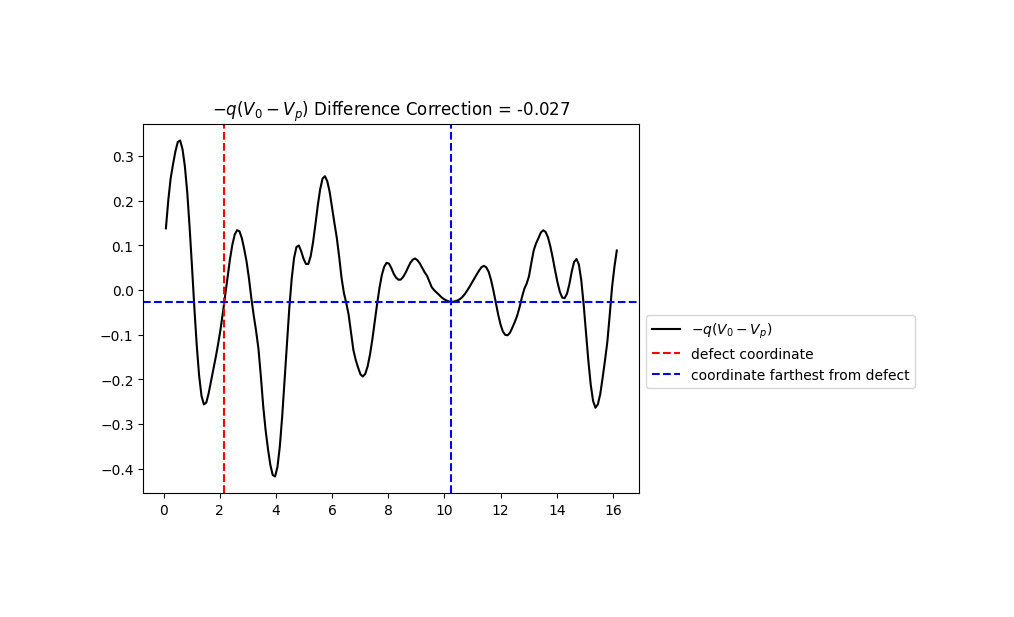 −q(V₀ − Vₚ) Difference Correction = -0.027
0.3
0.2
0.1
0.0
−0.1
−0.2
−0.3
−0.4
0 2 4 6 8 10 12 14 16
−q(V₀ − Vₚ)
defect coordinate
coordinate farthest from defect